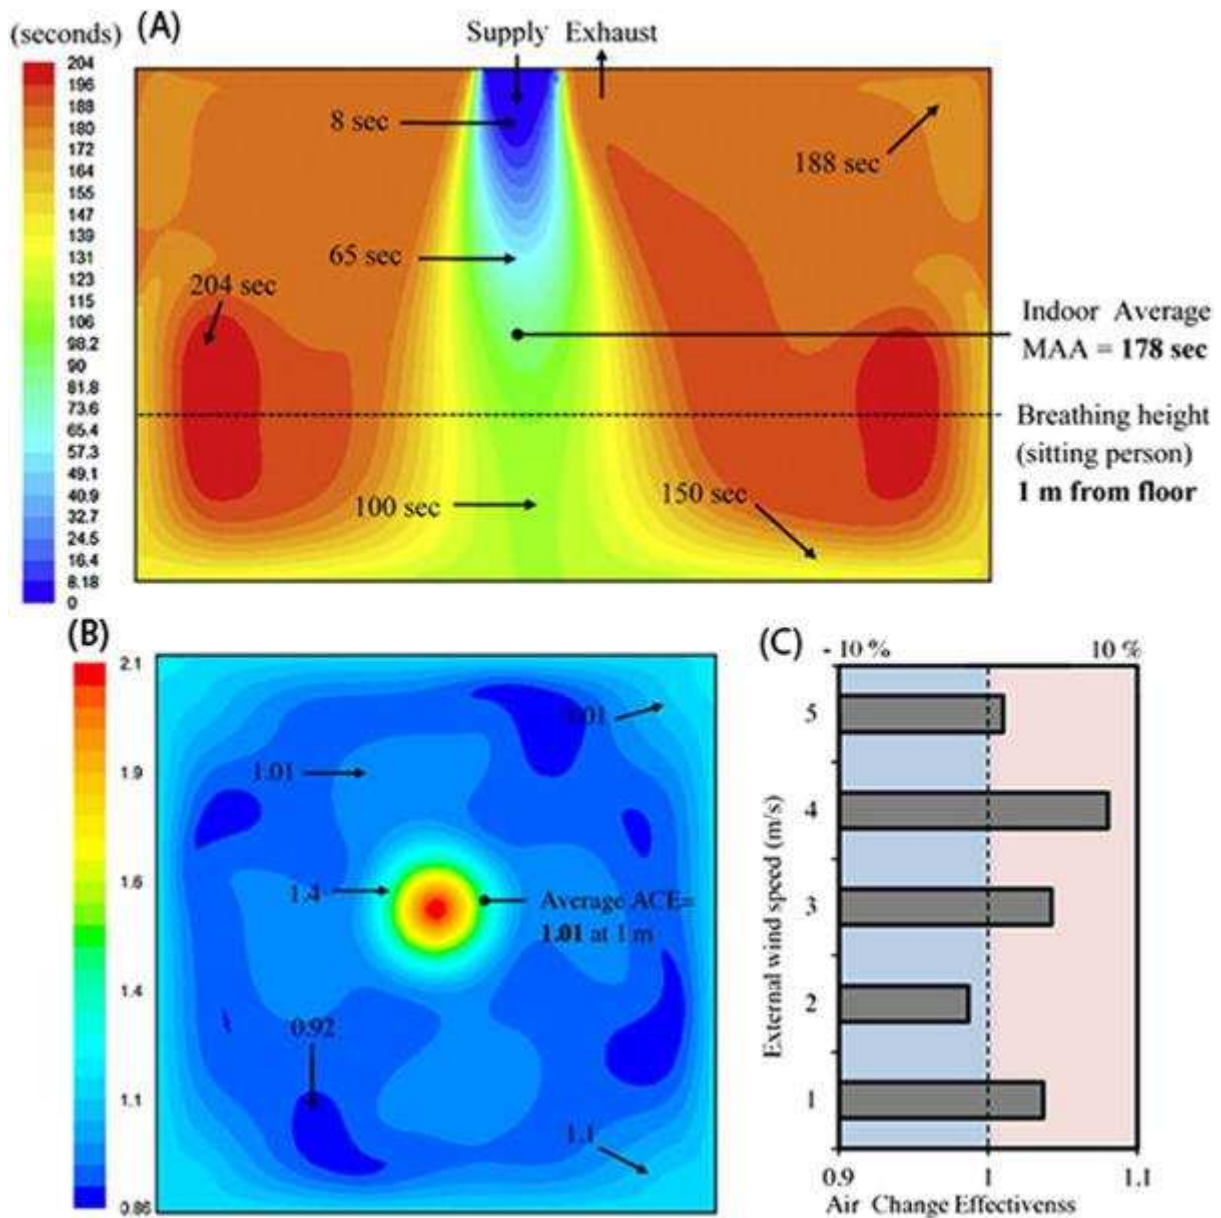 (seconds)
(A)
Supply Exhaust
204
196
188
180
172
164
155
147
139
131
123
115
106
98.2
90
81.8
73.6
65.4
57.3
49.1
40.9
32.7
24.5
16.4
8.18
0
8 sec
188 sec
65 sec
204 sec
Indoor Average
MAA = 178 sec
Breathing height
(sitting person)
1 m from floor
100 sec
150 sec
(B)
2.1
1.9
1.6
1.4
1.1
0.86
1.01
1.4
Average ACE=
1.01 at 1 m
0.92
1.1
(C)
- 10 %
10 %
External wind speed (m/s)
5
4
3
2
1
0.9
1
1.1
Air Change Effectivenss